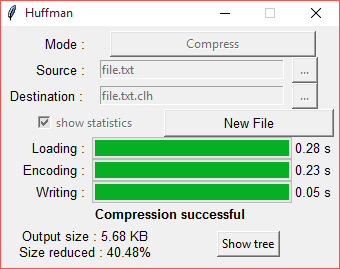 Huffman
Mode : Compress
Source : file.txt ...
Destination : file.txt.clh ...
show statistics New File
Loading : 0.28 s
Encoding : 0.23 s
Writing : 0.05 s
Compression successful
Output size : 5.68 KB
Size reduced : 40.48%
Show tree